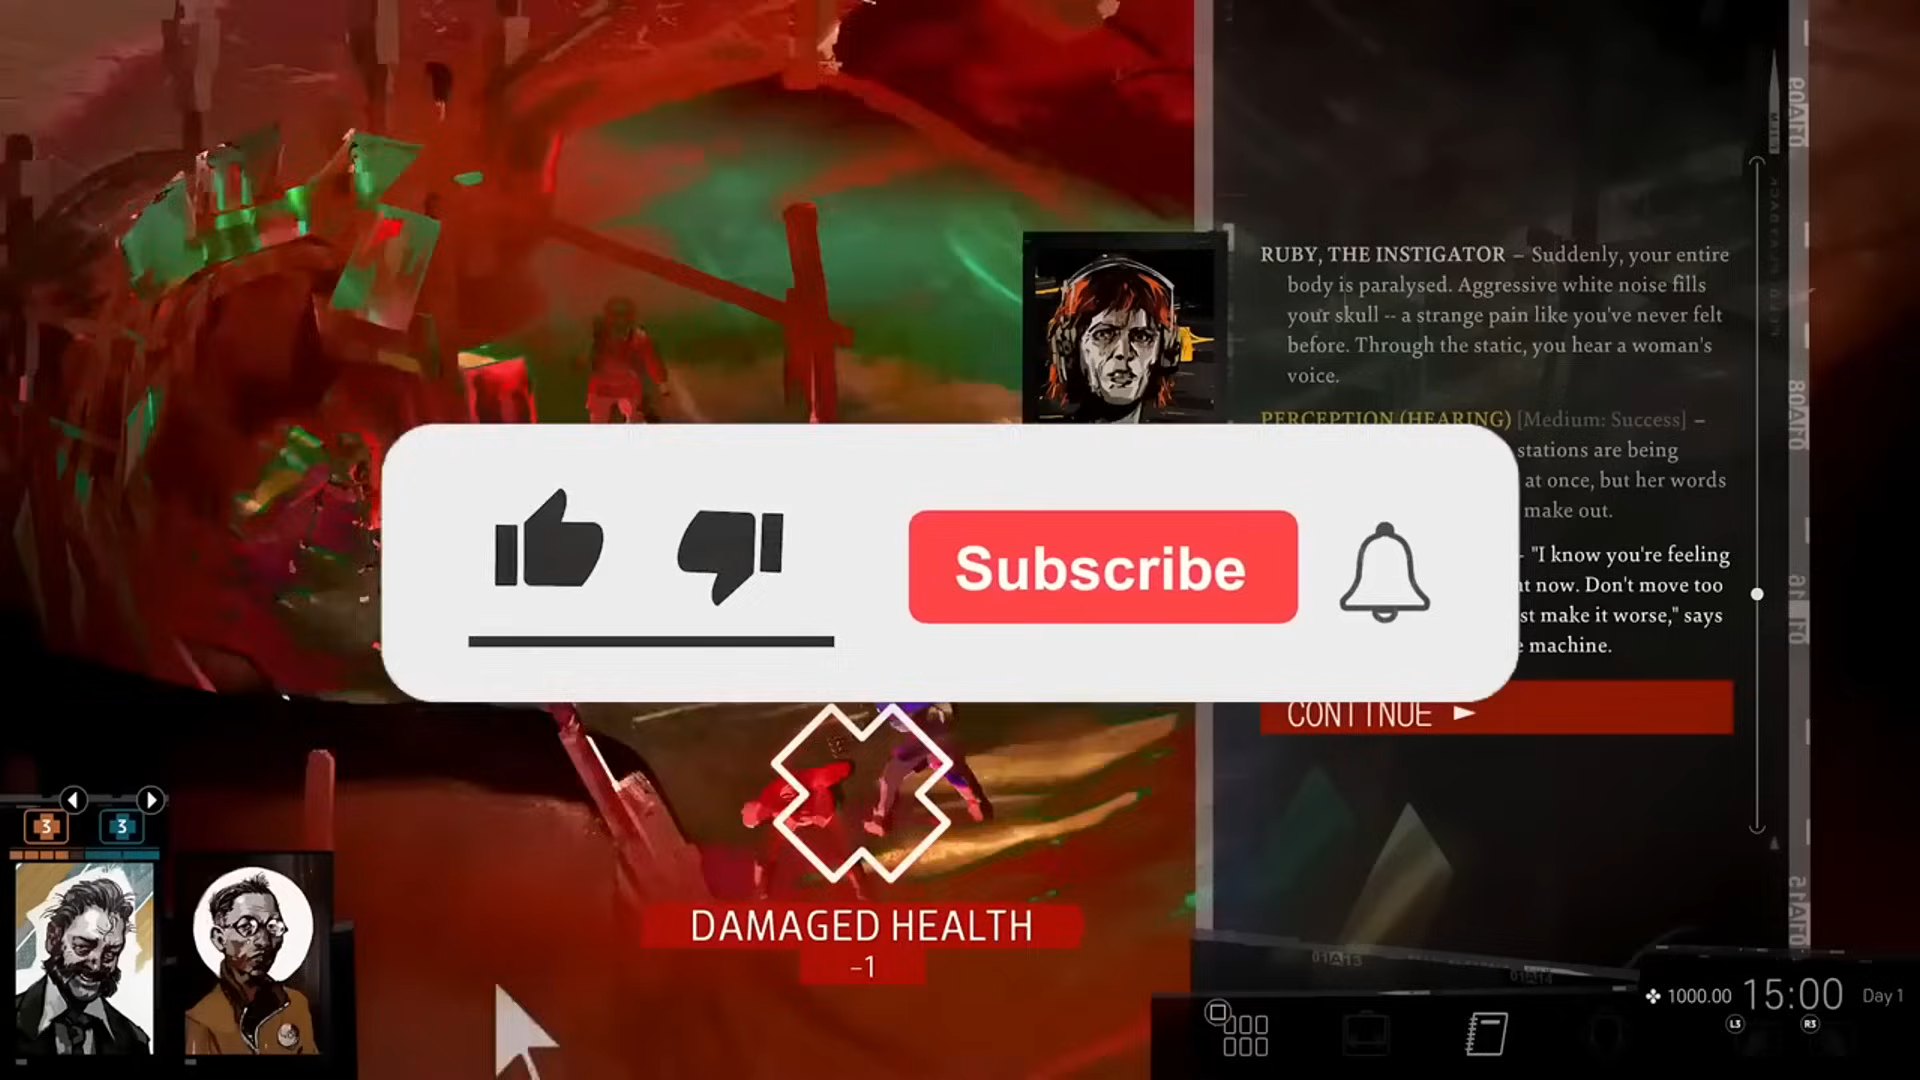 RUBY, THE INSTIGATOR – Suddenly, your entire
body is paralysed. Aggressive white noise fills
your skull -- a strange pain like you've never felt
before. Through the static, you hear a woman's
voice.
PERCEPTION (HEARING) [Medium: Success] –
stations are being
at once, but her words
make out.
- "I know you're feeling
now. Don't move too
make it worse," says
machine.
CONTINUE
Subscribe
DAMAGED HEALTH
–1
3
3
1000.00
15:00
Day 1
L3
R3